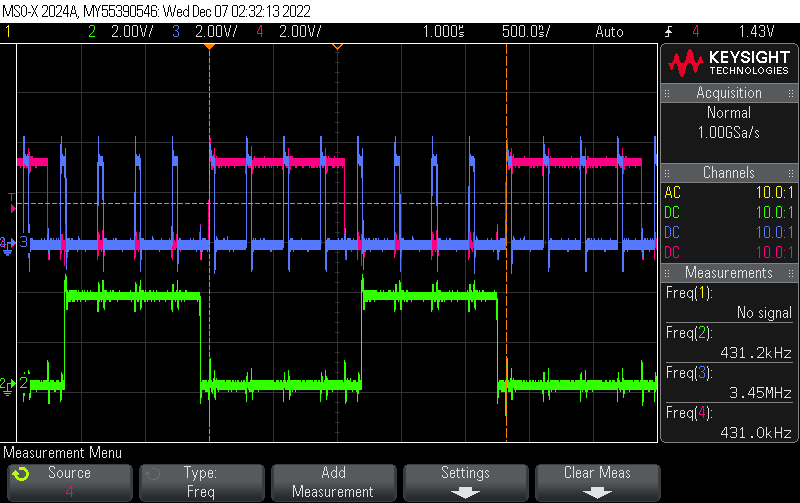 MSO-X 2024A, MY55390546: Wed Dec 07 02:32:13 2022
1 2 2.00V/ 3 2.00V/ 4 2.00V/ 1.000s 500.0s/ Auto 4 1.43V
KEYSIGHT
TECHNOLOGIES
Acquisition
Normal
1.00GSa/s
Channels
AC 10.0:1
DC 10.0:1
DC 10.0:1
DC 10.0:1
Measurements
Freq(1):
No signal
Freq(2):
431.2kHz
Freq(3):
3.45MHz
Freq(4):
431.0kHz
T
3
2 2
Measurement Menu
Source
4
Type:
Freq
Add
Measurement
Settings
Clear Meas